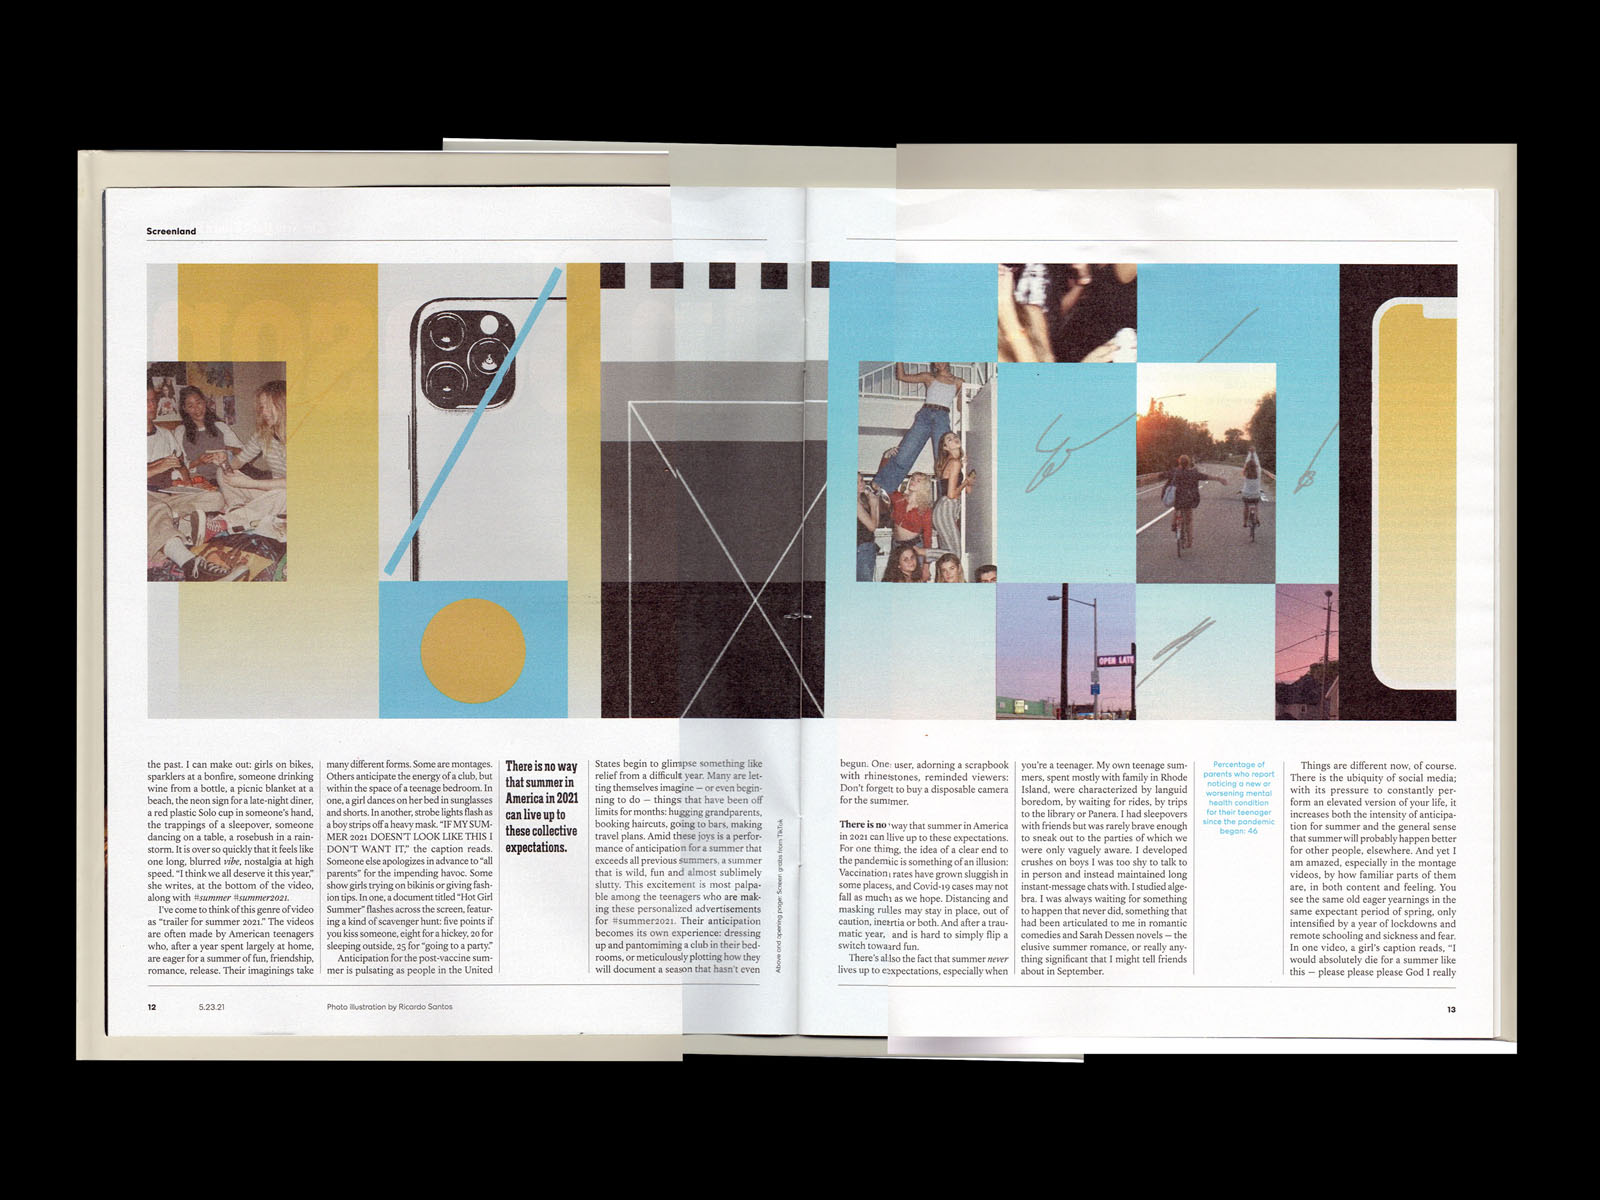 Screenland
OPEN LATE
the past. I can make out: girls on bikes,
sparklers at a bonfire, someone drinking
wine from a bottle, a picnic blanket at a
beach, the neon sign for a late-night diner,
a red plastic Solo cup in someone's hand,
the trappings of a sleepover, someone
dancing on a table, a rosebush in a rain-
storm. It is over so quickly that it feels like
one long, blurred vibe, nostalgia at high
speed. "I think we all deserve it this year,"
she writes, at the bottom of the video,
along with #summer #summer2021.
I've come to think of this genre of video
as "trailer for summer 2021." The videos
are often made by American teenagers
who, after a year spent largely at home,
are eager for a summer of fun, friendship,
romance, release. Their imaginings take
many different forms. Some are montages.
Others anticipate the energy of a club, but
within the space of a teenage bedroom. In
one, a girl dances on her bed in sunglasses
and shorts. In another, strobe lights flash as
a boy strips off a heavy mask. "IF MY SUM-
MER 2021 DOESN'T LOOK LIKE THIS I
DON'T WANT IT," the caption reads.
Someone else apologizes in advance to "all
parents" for the impending havoc. Some
show girls trying on bikinis or giving fash-
ion tips. In one, a document titled "Hot Girl
Summer" flashes across the screen, featur-
ing a kind of scavenger hunt: five points if
you kiss someone, eight for a hickey, 20 for
sleeping outside, 25 for "going to a party."
Anticipation for the post-vaccine sum-
mer is pulsating as people in the United
There is no way
that summer in
America in 2021
can live up to
these collective
expectations.
States begin to glimpse something like
relief from a difficult year. Many are let-
ting themselves imagine — or even begin-
ning to do — things that have been off
limits for months: hugging grandparents,
booking haircuts, going to bars, making
travel plans. Amid these joys is a perfor-
mance of anticipation for a summer that
exceeds all previous summers, a summer
that is wild, fun and almost sublimely
slutty. This excitement is most palpa-
ble among the teenagers who are mak-
ing these personalized advertisements
for #summer2021. Their anticipation
becomes its own experience: dressing
up and pantomiming a club in their bed-
rooms, or meticulously plotting how they
will document a season that hasn't even
Above and opening page: Screen grabs from TikTok
begun. One user, adorning a scrapbook
with rhinestones, reminded viewers:
Don't forget to buy a disposable camera
for the summer.
There is no way that summer in America
in 2021 can live up to these expectations.
For one thing, the idea of a clear end to
the pandemic is something of an illusion:
Vaccination rates have grown sluggish in
some places, and Covid-19 cases may not
fall as much as we hope. Distancing and
masking rules may stay in place, out of
caution, inertia or both. And after a trau-
matic year, and is hard to simply flip a
switch toward fun.
There's also the fact that summer never
lives up to expectations, especially when
you're a teenager. My own teenage sum-
mers, spent mostly with family in Rhode
Island, were characterized by languid
boredom, by waiting for rides, by trips
to the library or Panera. I had sleepovers
with friends but was rarely brave enough
to sneak out to the parties of which we
were only vaguely aware. I developed
crushes on boys I was too shy to talk to
in person and instead maintained long
instant-message chats with. I studied alge-
bra. I was always waiting for something
to happen that never did, something that
had been articulated to me in romantic
comedies and Sarah Dessen novels — the
elusive summer romance, or really any-
thing significant that I might tell friends
about in September.
Percentage of
parents who report
noticing a new or
worsening mental
health condition
for their teenager
since the pandemic
began: 46
Things are different now, of course.
There is the ubiquity of social media;
with its pressure to constantly per-
form an elevated version of your life, it
increases both the intensity of anticipa-
tion for summer and the general sense
that summer will probably happen better
for other people, elsewhere. And yet I
am amazed, especially in the montage
videos, by how familiar parts of them
are, in both content and feeling. You
see the same old eager yearnings in the
same expectant period of spring, only
intensified by a year of lockdowns and
remote schooling and sickness and fear.
In one video, a girl's caption reads, "I
would absolutely die for a summer like
this — please please please God I really
12
5.23.21
Photo illustration by Ricardo Santos
13